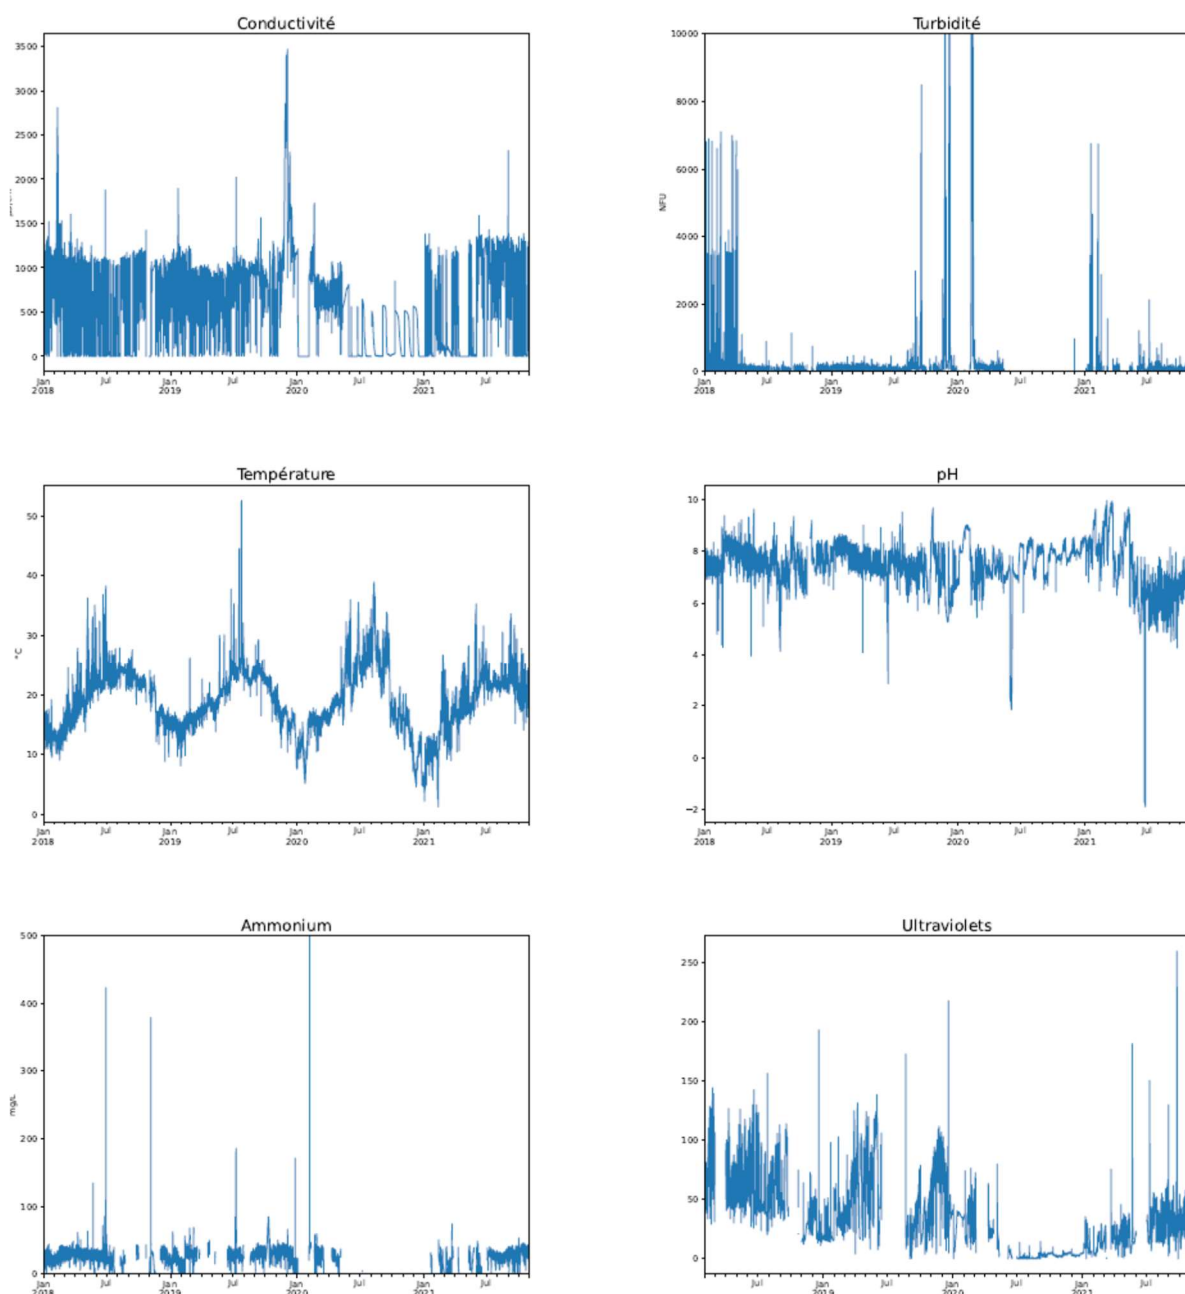 Conductivité
3500
3000
2500
2000
1500
1000
500
0
Jan
2018
Jul
Jan
2019
Jul
Jan
2020
Jul
Jan
2021
Jul
Turbidité
10000
8000
6000
NFU
4000
2000
0
Jan
2018
Jul
Jan
2019
Jul
Jan
2020
Jul
Jan
2021
Jul
Température
50
40
30
°C
20
10
0
Jan
2018
Jul
Jan
2019
Jul
Jan
2020
Jul
Jan
2021
Jul
pH
10
8
6
4
2
0
−2
Jan
2018
Jul
Jan
2019
Jul
Jan
2020
Jul
Jan
2021
Jul
Ammonium
500
400
300
mg/L
200
100
0
Jan
2018
Jul
Jan
2019
Jul
Jan
2020
Jul
Jan
2021
Jul
Ultraviolets
250
200
150
100
50
0
Jul
Jan
2019
Jul
Jan
2020
Jul
Jan
2021
Jul